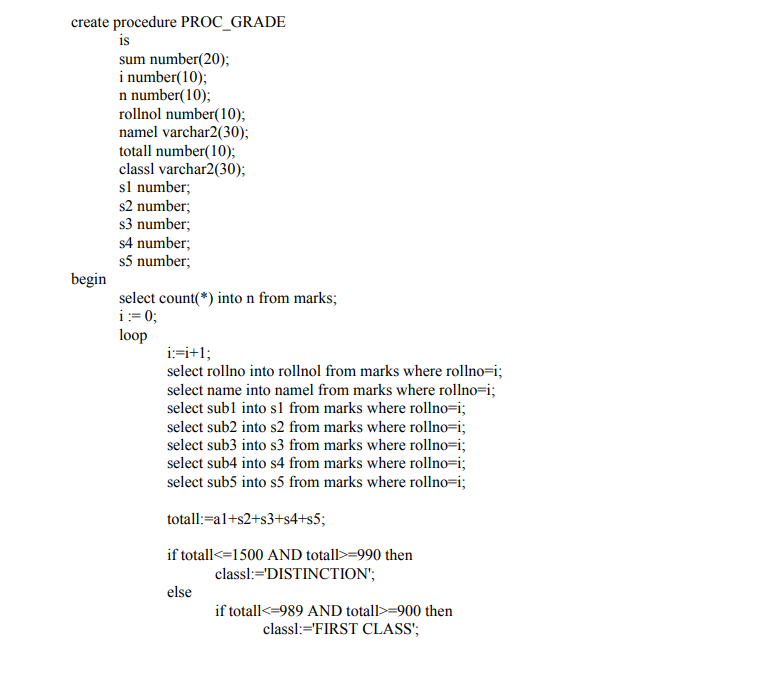 create procedure PROC_GRADE
is
sum number(20);
i number(10);
n number(10);
rollnol number(10);
namel varchar2(30);
totall number(10);
classl varchar2(30);
s1 number;
s2 number;
s3 number;
s4 number;
s5 number;
begin
select count(*) into n from marks;
i := 0;
loop
i:=i+1;
select rollno into rollnol from marks where rollno=i;
select name into namel from marks where rollno=i;
select sub1 into s1 from marks where rollno=i;
select sub2 into s2 from marks where rollno=i;
select sub3 into s3 from marks where rollno=i;
select sub4 into s4 from marks where rollno=i;
select sub5 into s5 from marks where rollno=i;
totall:=a1+s2+s3+s4+s5;
if totall<=1500 AND totall>=990 then
classl:='DISTINCTION';
else
if totall<=989 AND totall>=900 then
classl:='FIRST CLASS';